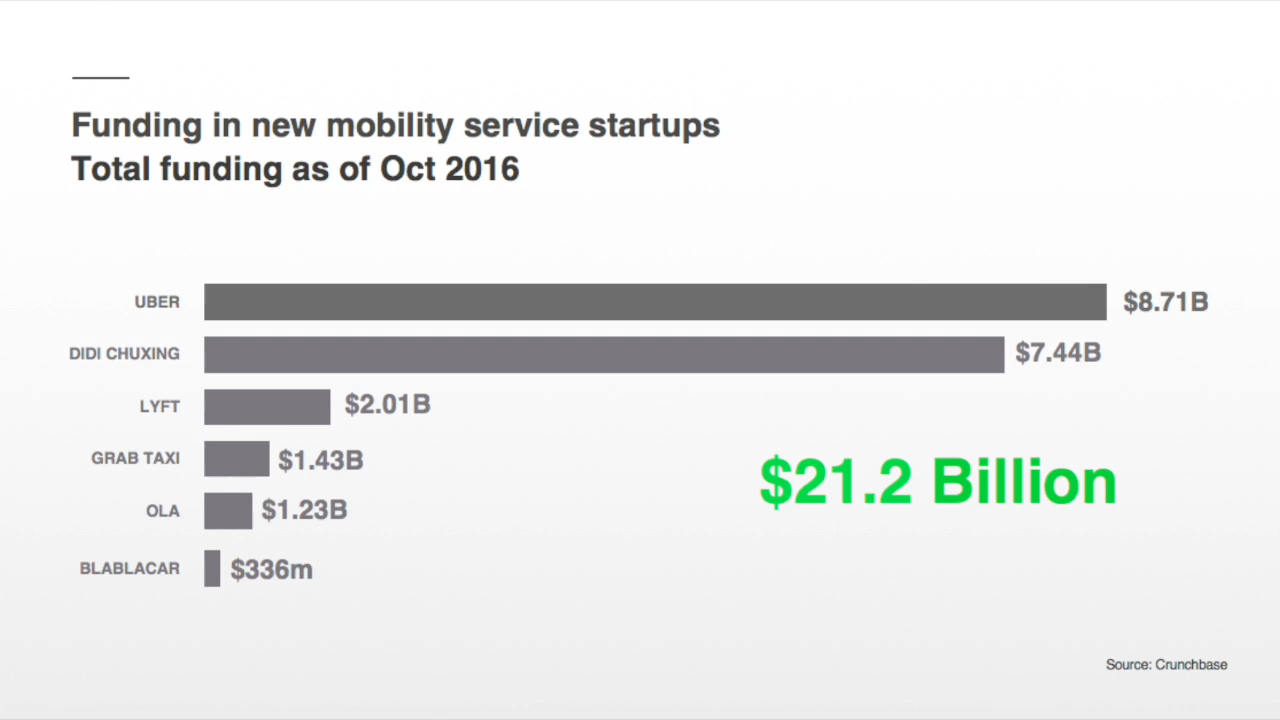 Funding in new mobility service startups
Total funding as of Oct 2016
UBER $8.71B
DIDI CHUXING $7.44B
LYFT $2.01B
GRAB TAXI $1.43B
OLA $1.23B
BLABLACAR $336m
$21.2 Billion
Source: Crunchbase